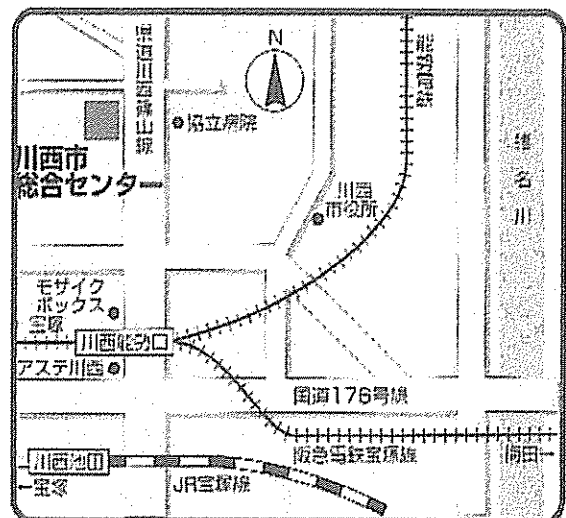 N
県道川西篠山線
能勢電鉄
協立病院
川西市
総合センター
猪名川
川西
市役所
モザイク
ボックス
宝塚
川西能勢口
アステ川西
国道176号線
川西池田
阪急電鉄宝塚線
梅田→
←宝塚
JR宝塚線